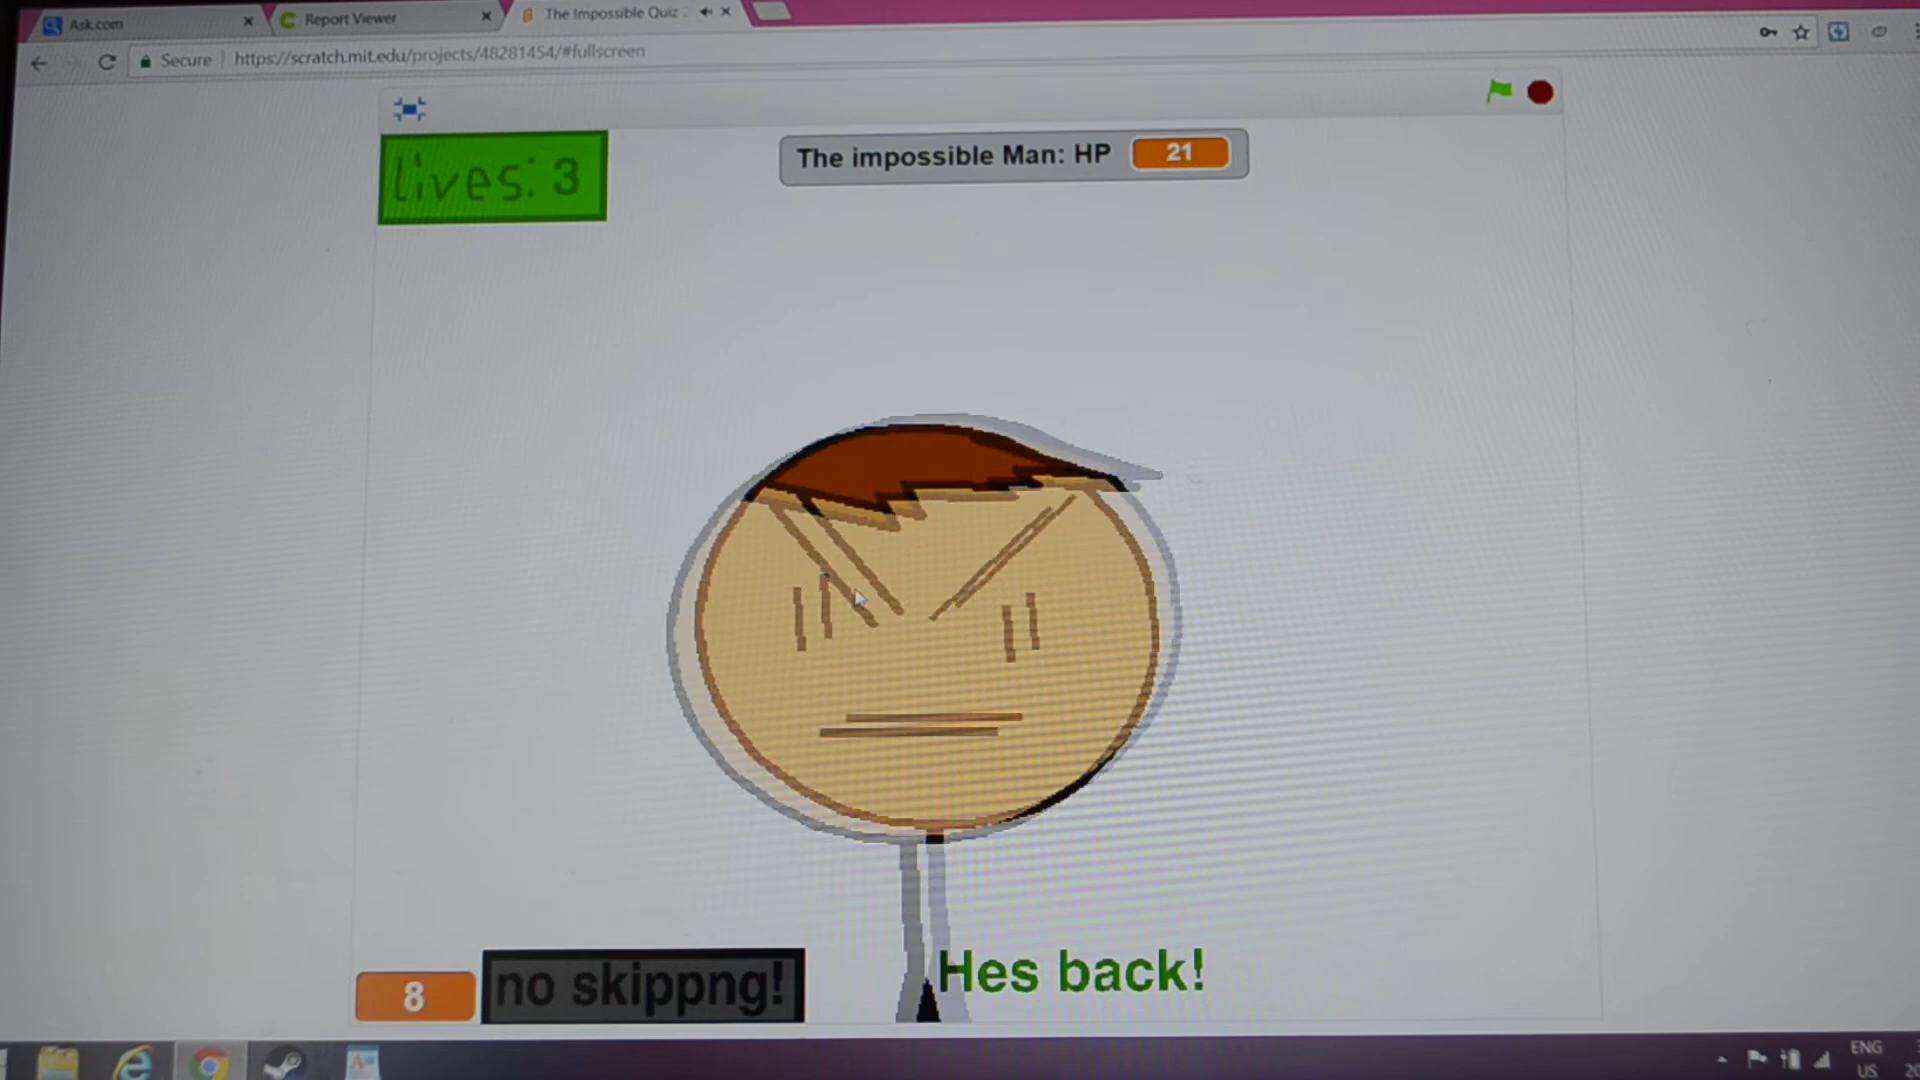 Ask.com
Report Viewer
The Impossible Quiz
Secure
https://scratch.mit.edu/projects/48281454/#fullscreen
lives: 3
The impossible Man: HP 21
8
no skippng!
Hes back!
ENG
US